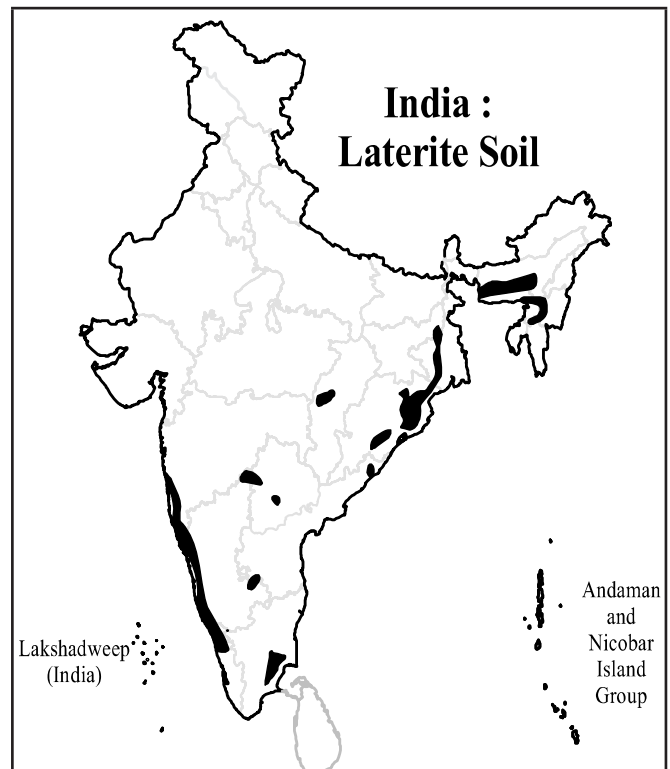 India :
Laterite Soil
Lakshadweep
(India)
Andaman
and
Nicobar
Island
Group